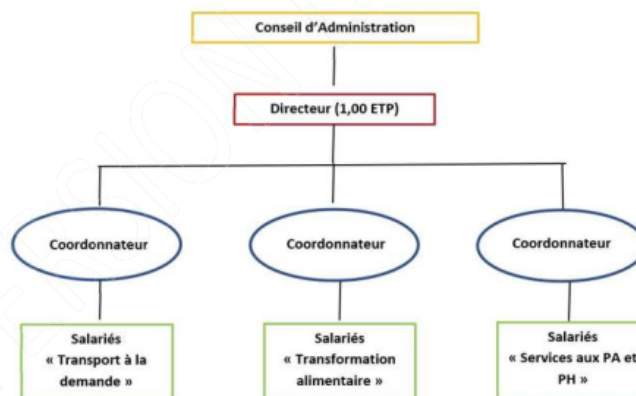 Conseil d'Administration
Directeur (1,00 ETP)
Coordonnateur
Coordonnateur
Coordonnateur
Salariés
« Transport à la
demande »
Salariés
« Transformation
alimentaire »
Salariés
« Services aux PA et
PH »